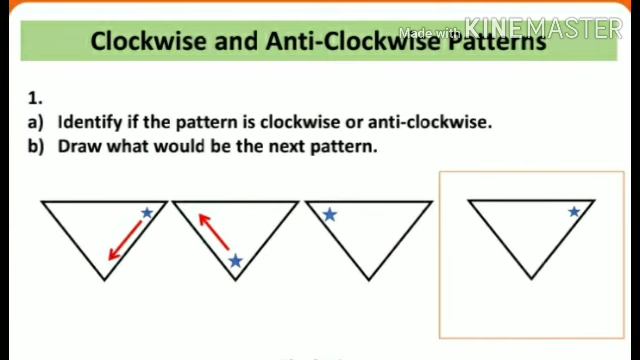 Made with KINEMASTER
Clockwise and Anti-Clockwise Patterns
1.
a) Identify if the pattern is clockwise or anti-clockwise.
b) Draw what would be the next pattern.